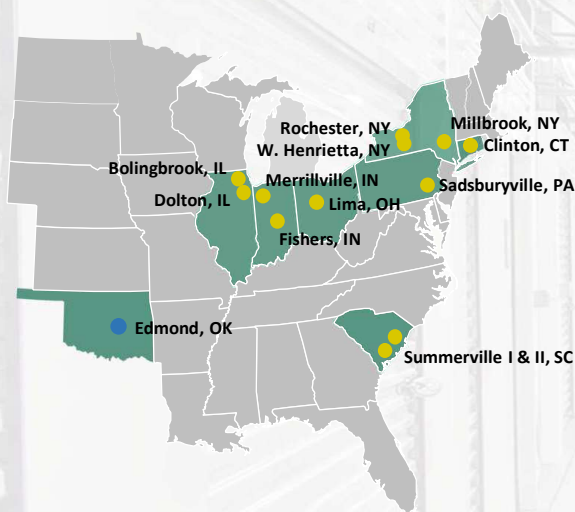 Rochester, NY
Millbrook, NY
W. Henrietta, NY
Clinton, CT
Bolingbrook, IL
Merrillville, IN
Sadsburyville, PA
Dolton, IL
Lima, OH
Fishers, IN
Edmond, OK
Summerville I & II, SC